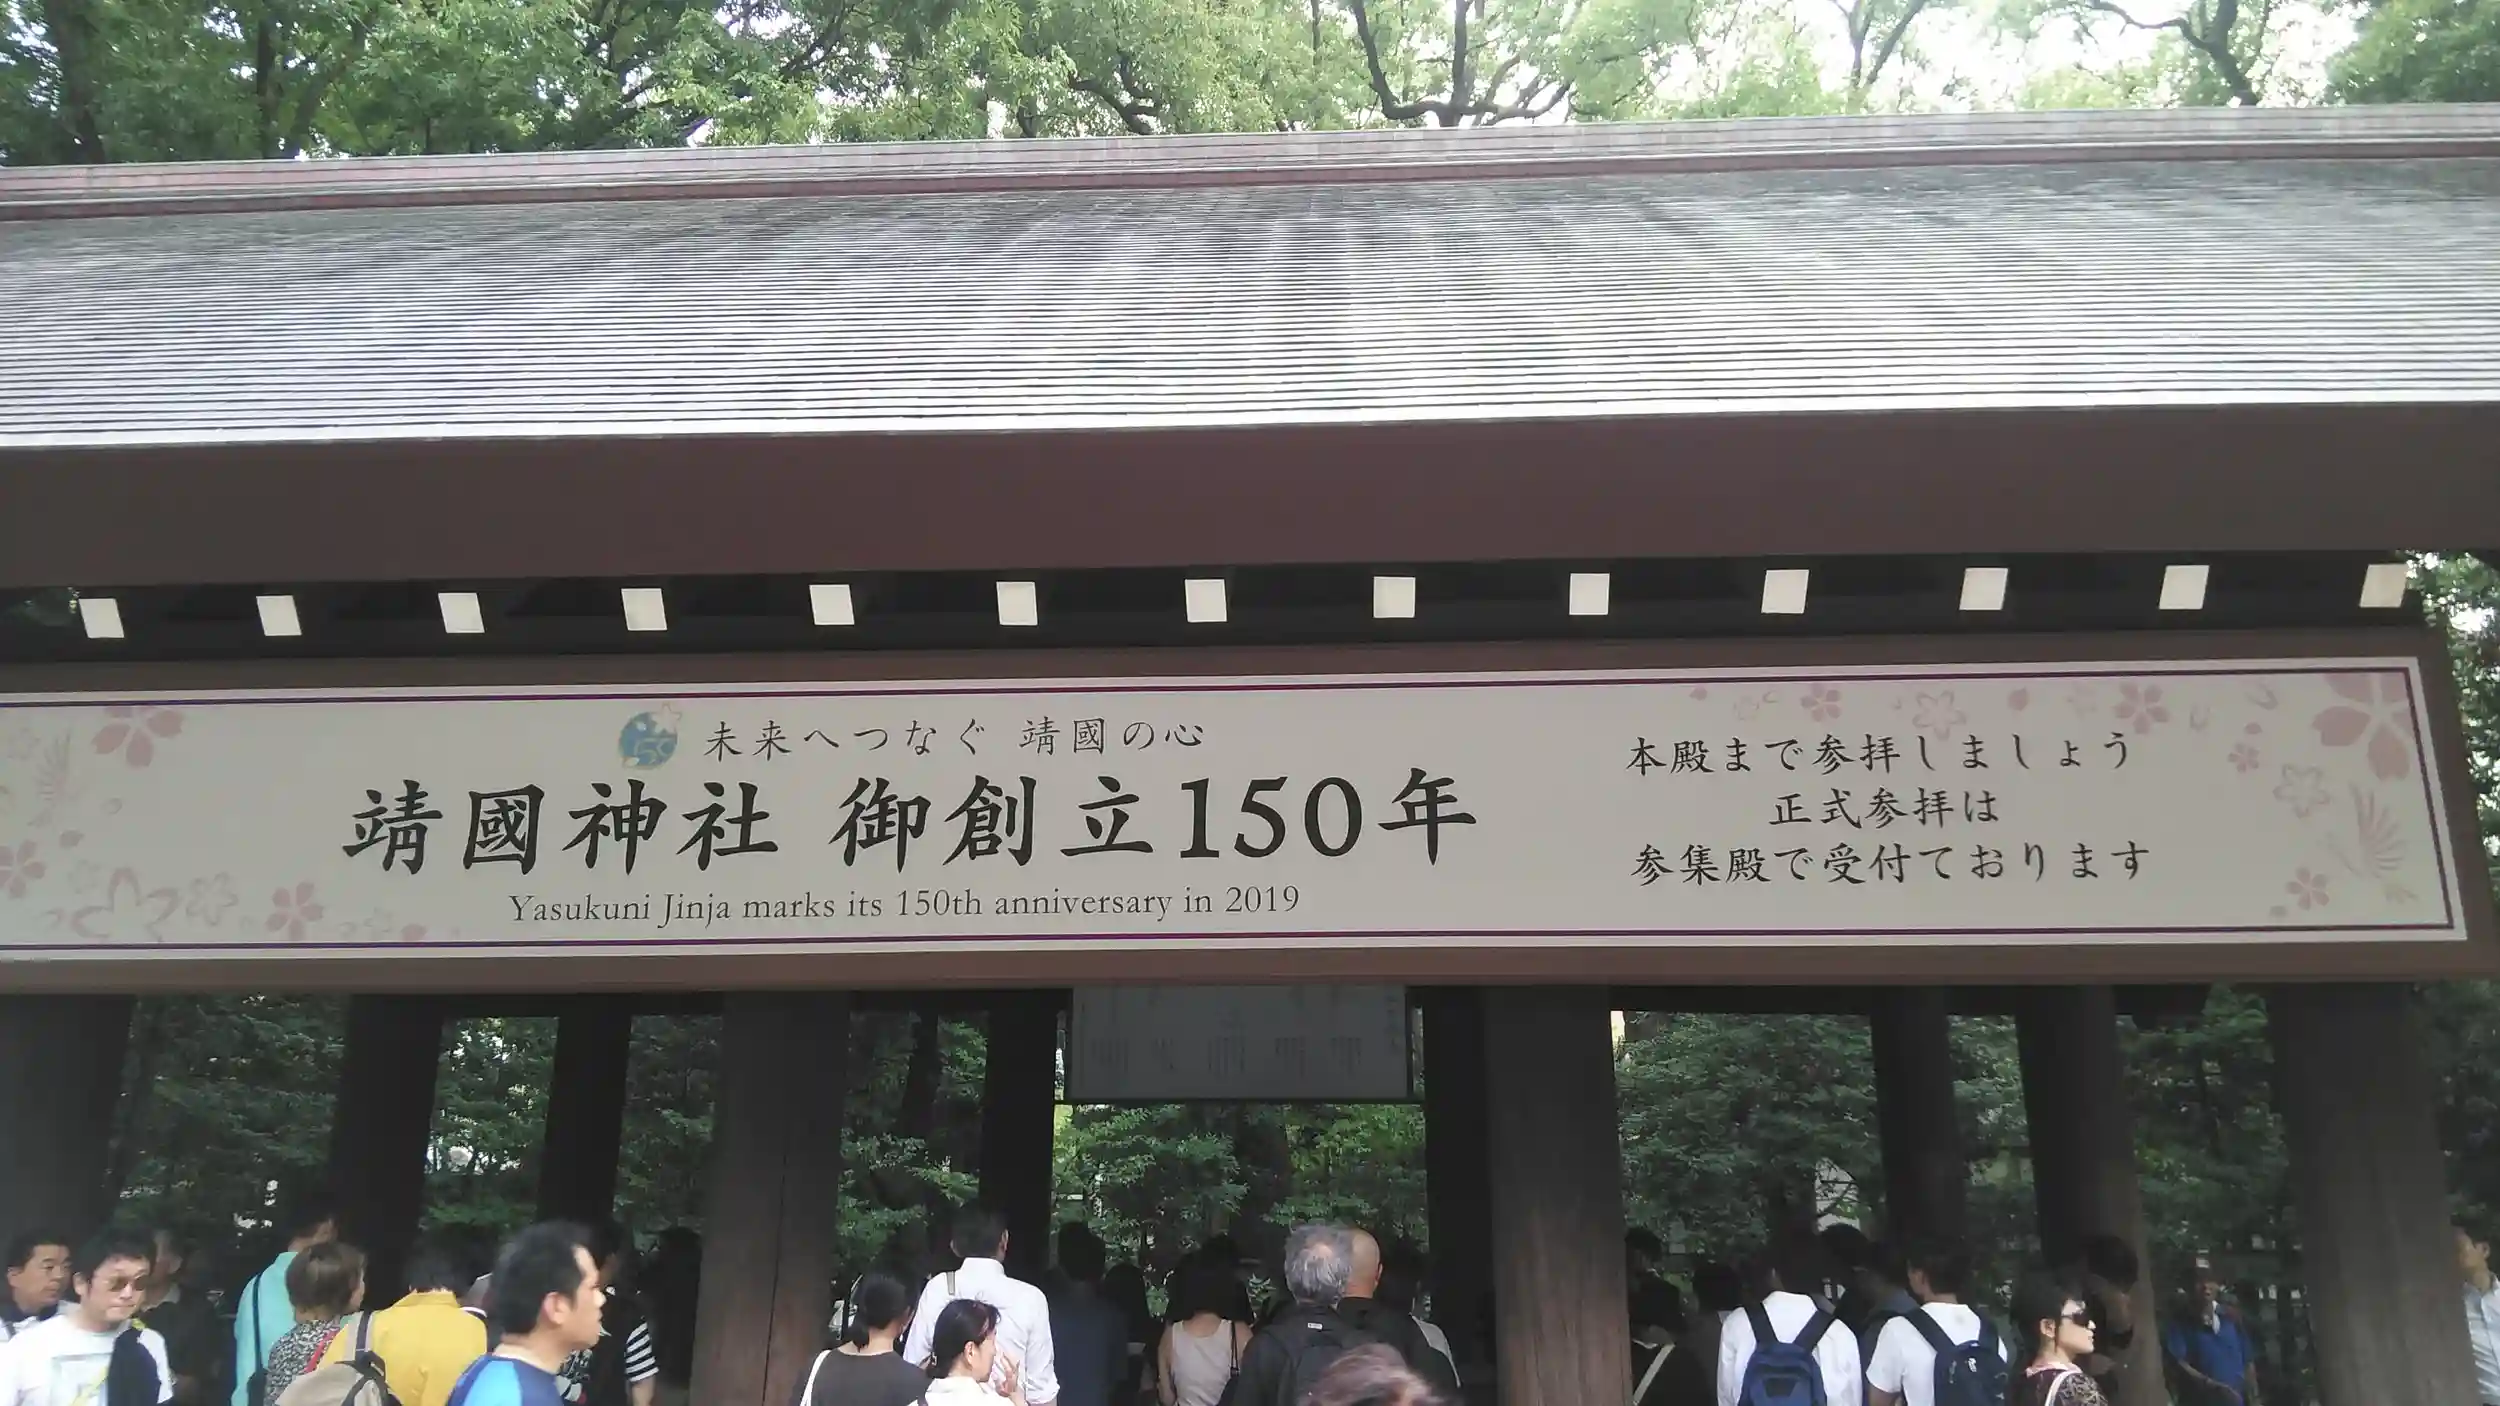 未来へつなぐ 靖國の心
靖國神社 御創立150年
Yasukuni Jinja marks its 150th anniversary in 2019
本殿まで参拝しましょう
正式参拝は
参集殿で受付ております